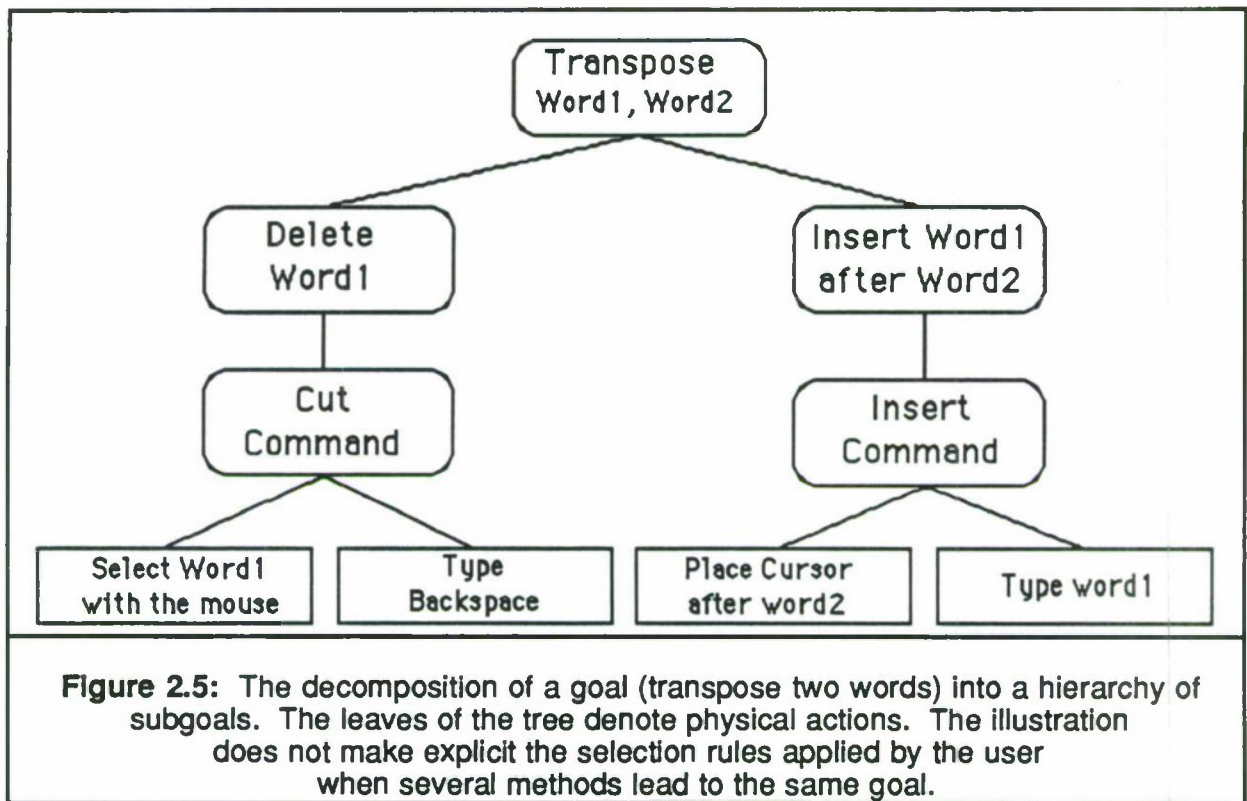 Transpose
Word1, Word2
Delete
Word1
Insert Word1
after Word2
Cut
Command
Insert
Command
Select Word1
with the mouse
Type
Backspace
Place Cursor
after word2
Type word1
Figure 2.5: The decomposition of a goal (transpose two words) into a hierarchy of
subgoals. The leaves of the tree denote physical actions. The illustration
does not make explicit the selection rules applied by the user
when several methods lead to the same goal.